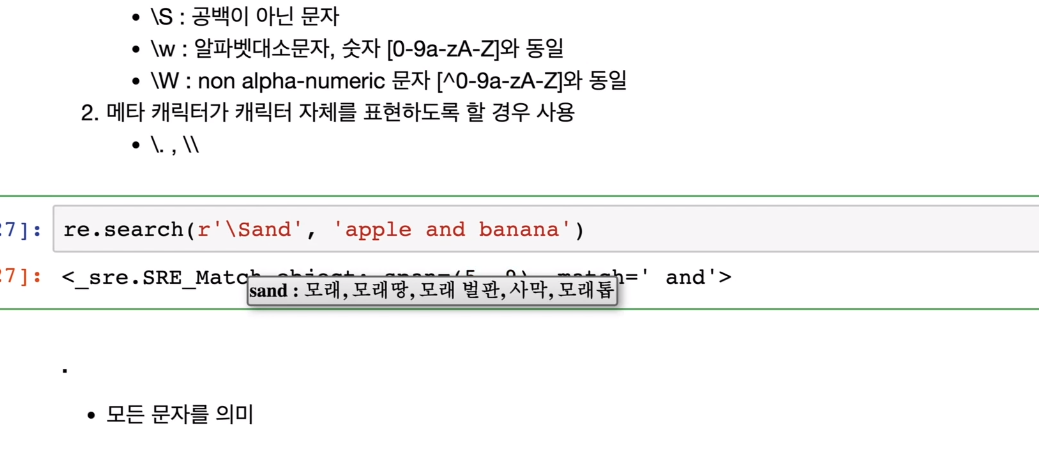 • \S : 공백이 아닌 문자
• \w : 알파벳대소문자, 숫자 [0-9a-zA-Z]와 동일
• \W : non alpha-numeric 문자 [^0-9a-zA-Z]와 동일
2. 메타 캐릭터가 캐릭터 자체를 표현하도록 할 경우 사용
• \. , \\
27]: re.search(r'\Sand', 'apple and banana')
27]: <_sre.SRE_Match object; span=(5, 9), match=' and'>
sand : 모래, 모래땅, 모래 벌판, 사막, 모래톱
.
• 모든 문자를 의미